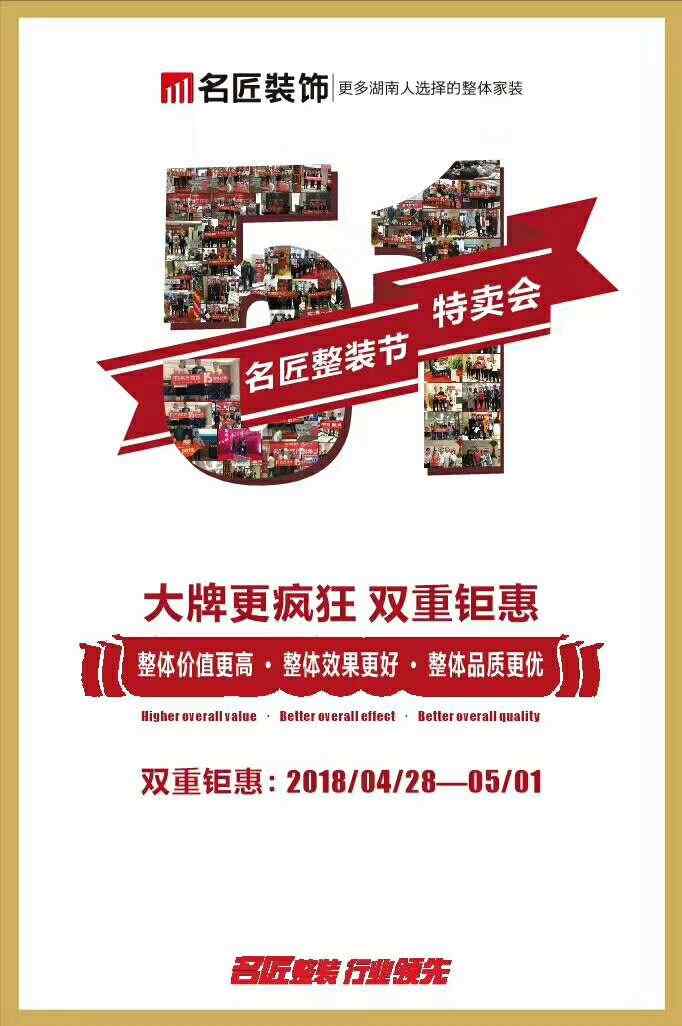 名匠装饰 更多湖南人选择的整体家装
51
名匠整装节 特卖会
大牌更疯狂 双重钜惠
整体价值更高 · 整体效果更好 · 整体品质更优
Higher overall value · Better overall effect · Better overall quality
双重钜惠：2018/04/28—05/01
名匠整装 行业领先